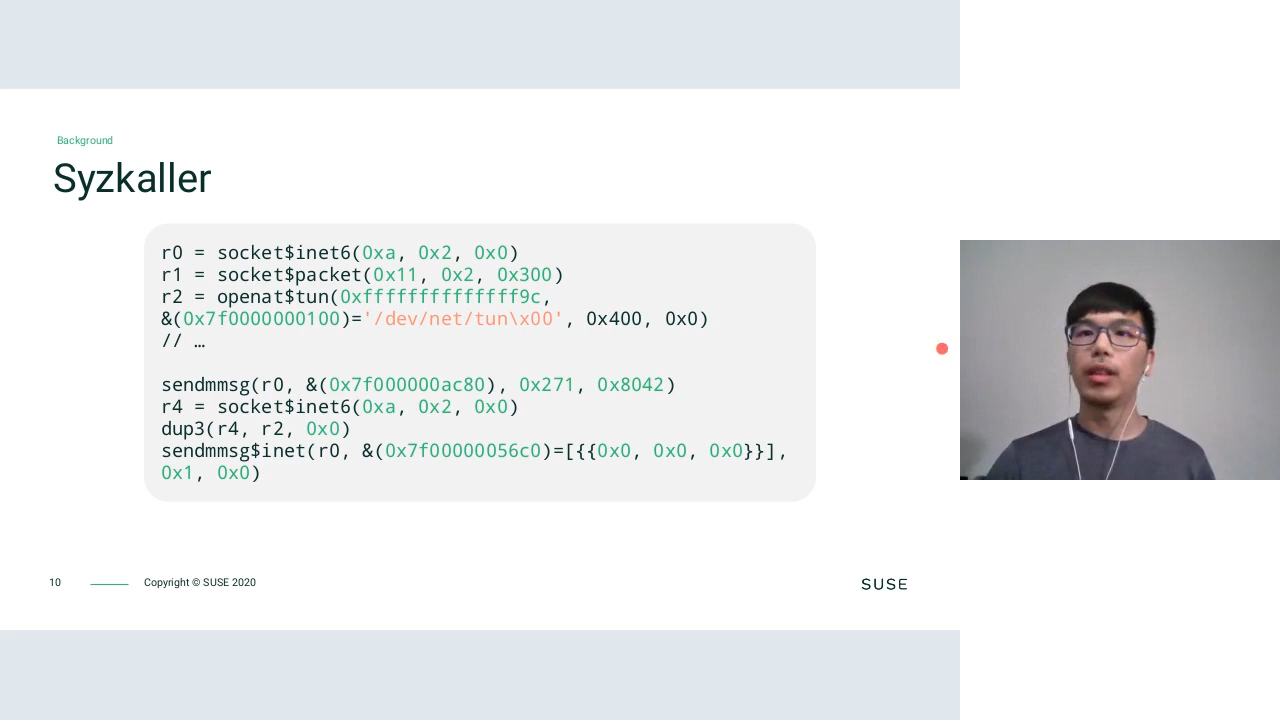 Background
Syzkaller
r0 = socket$inet6(0xa, 0x2, 0x0)
r1 = socket$packet(0x11, 0x2, 0x300)
r2 = openat$tun(0xffffffffffffff9c,
&(0x7f0000000100)='/dev/net/tun\x00', 0x400, 0x0)
// …
sendmmsg(r0, &(0x7f000000ac80), 0x271, 0x8042)
r4 = socket$inet6(0xa, 0x2, 0x0)
dup3(r4, r2, 0x0)
sendmmsg$inet(r0, &(0x7f00000056c0)=[{{0x0, 0x0, 0x0}}],
0x1, 0x0)
10
Copyright © SUSE 2020
SUSE